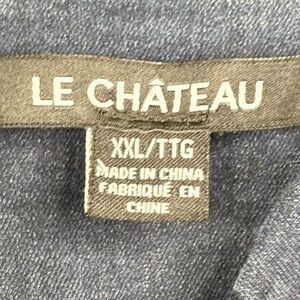 LE CHÂTEAU
XXL/TTG
MADE IN CHINA
FABRIQUÉ EN
CHINE